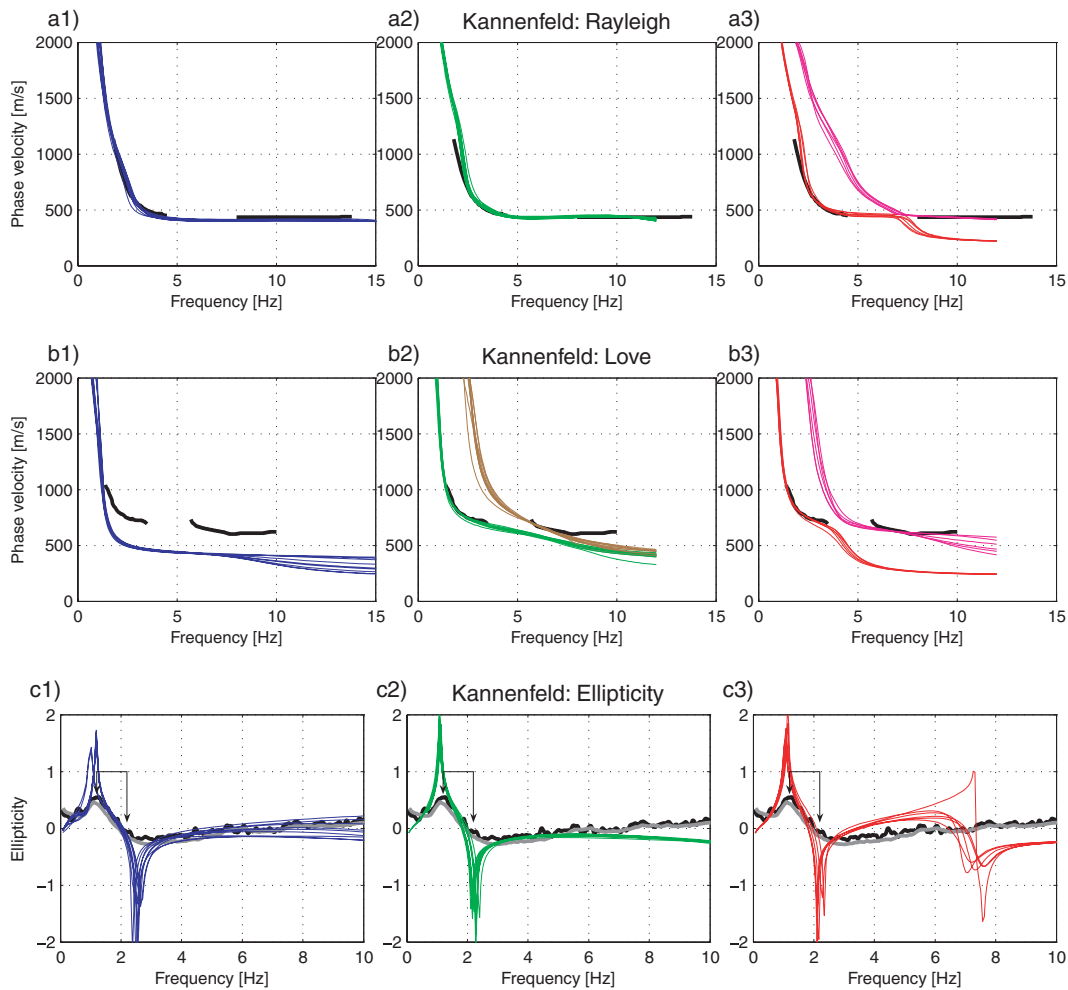 a1)
a2)
Kannenfeld: Rayleigh
a3)
Phase velocity [m/s]
2000
1500
1000
500
0
0 5 10 15
Frequency [Hz]
2000
1500
1000
500
0
0 5 10 15
Frequency [Hz]
2000
1500
1000
500
0
0 5 10 15
Frequency [Hz]
b1)
b2)
Kannenfeld: Love
b3)
Phase velocity [m/s]
2000
1500
1000
500
0
0 5 10 15
Frequency [Hz]
2000
1500
1000
500
0
0 5 10 15
Frequency [Hz]
2000
1500
1000
500
0
0 5 10 15
Frequency [Hz]
c1)
c2)
Kannenfeld: Ellipticity
c3)
Ellipticity
2
1
0
−1
−2
0 2 4 6 8 10
Frequency [Hz]
2
1
0
−1
−2
0 2 4 6 8 10
Frequency [Hz]
2
1
0
−1
−2
0 2 4 6 8 10
Frequency [Hz]